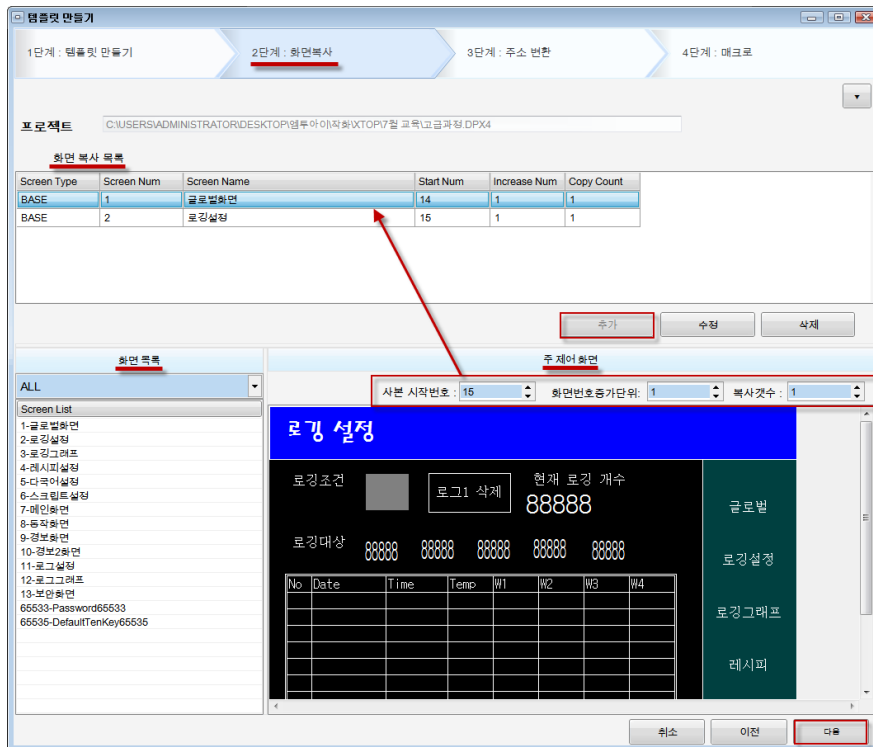 템플릿 만들기
1단계 : 템플릿 만들기 2단계 : 화면복사 3단계 : 주소 변환 4단계 : 매크로
프로젝트 C:\USERS\ADMINISTRATOR\DESKTOP\엠투아이\작화\XTOP\7월 교육\고급과정.DPX4
화면 복사 목록
Screen Type Screen Num Screen Name Start Num Increase Num Copy Count
BASE 1 글로벌화면 14 1 1
BASE 2 로깅설정 15 1 1
추가 수정 삭제
화면 목록 주 제어 화면
ALL 사본 시작번호 : 15 화면번호증가단위: 1 복사갯수 : 1
Screen List
1-글로벌화면
2-로깅설정
3-로깅그래프
4-레시피설정
5-다국어설정
6-스크립트설정
7-메인화면
8-동작화면
9-경보화면
10-경보2화면
11-로그설정
12-로그그래프
13-보안화면
65533-Password65533
65535-DefaultTenKey65535
로깅 설정
로깅조건 로그1 삭제 현재 로깅 개수
88888
로깅대상 88888 88888 88888 88888 88888
No Date Time Temp W1 W2 W3 W4
글로벌
로깅설정
로깅그래프
레시피
취소 이전 다음